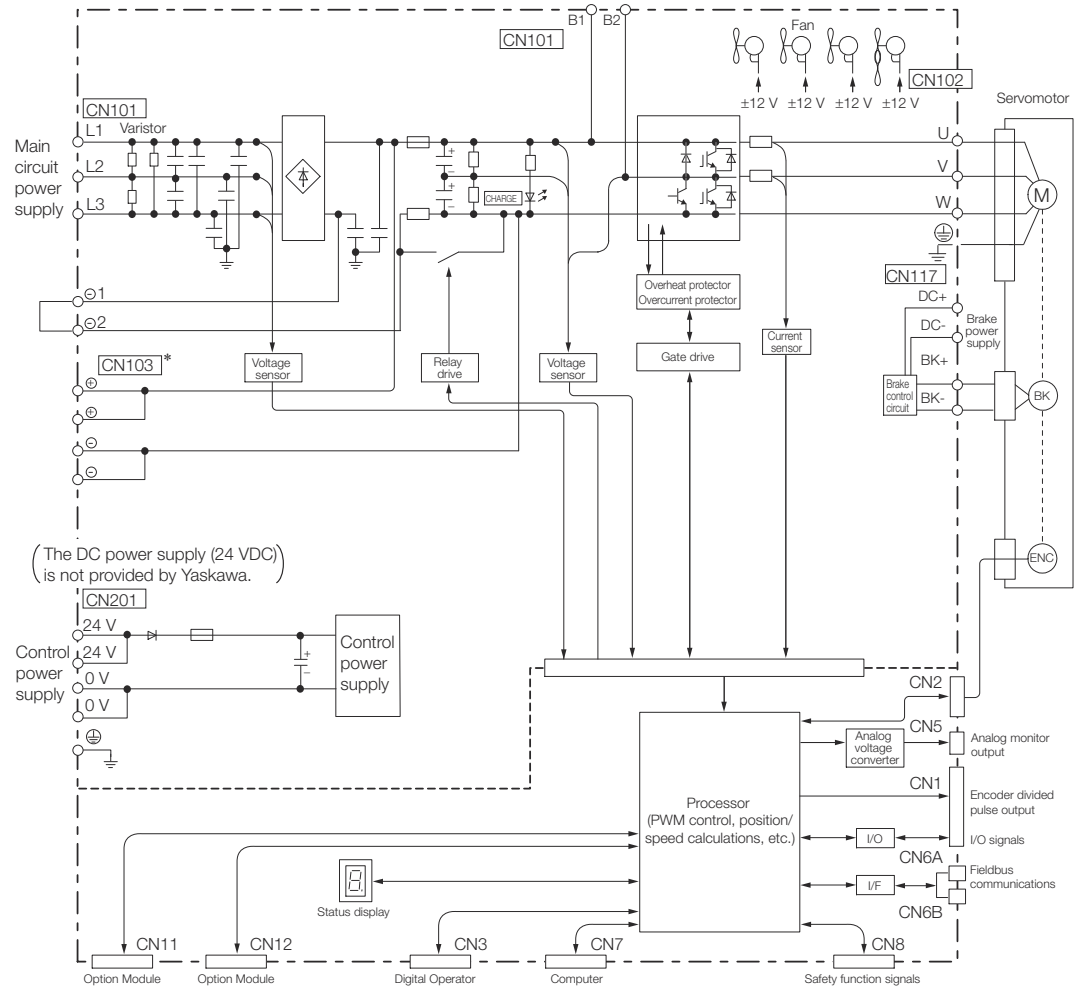 B1
B2
CN101
Fan
±12 V
±12 V
±12 V
±12 V
CN102
Servomotor
CN101
L1
Varistor
L2
L3
Main
circuit
power
supply
CHARGE
+
−
+
−
U
V
W
M
CN117
DC+
DC-
Brake
power
supply
BK+
BK-
Brake
control
circuit
BK
ENC
⊖1
⊖2
CN103*
⊕
⊕
⊖
⊖
Voltage
sensor
Relay
drive
Voltage
sensor
Overheat protector
Overcurrent protector
Gate drive
Current
sensor
(The DC power supply (24 VDC)
is not provided by Yaskawa.)
CN201
24 V
24 V
0 V
0 V
Control
power
supply
+
−
Control
power
supply
Processor
(PWM control, position/
speed calculations, etc.)
CN2
CN5
Analog
voltage
converter
Analog monitor
output
CN1
Encoder divided
pulse output
I/O
I/O signals
CN6A
I/F
Fieldbus
communications
CN6B
8.
Status display
CN11
Option Module
CN12
Option Module
CN3
Digital Operator
CN7
Computer
CN8
Safety function signals